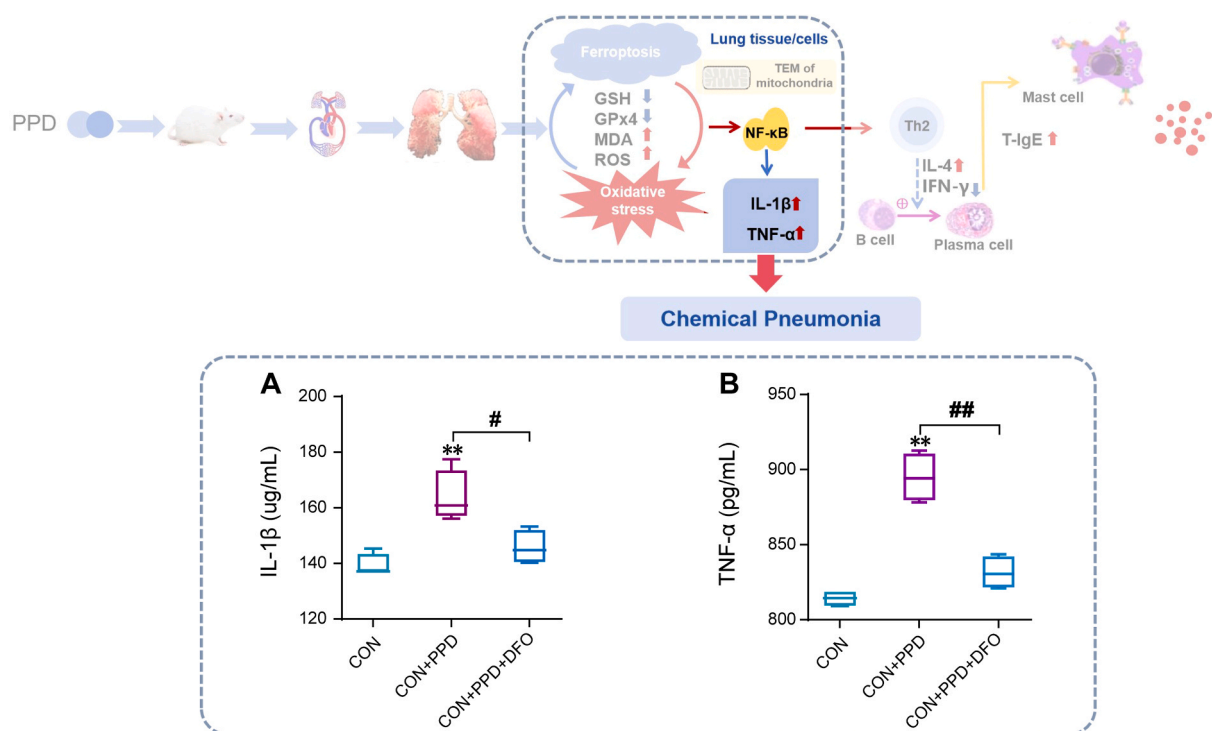 PPD
Ferroptosis
GSH
GPx4
MDA
ROS
Oxidative
stress
Lung tissue/cells
TEM of
mitochondria
NF-κB
IL-1β
TNF-α
Chemical Pneumonia
Th2
IL-4
IFN-γ
B cell
Plasma cell
Mast cell
T-IgE
A
IL-1β (ug/mL)
200
180
160
140
120
**
#
CON
CON+PPD
CON+PPD+DFO
B
TNF-α (pg/mL)
950
900
850
800
**
##
CON
CON+PPD
CON+PPD+DFO